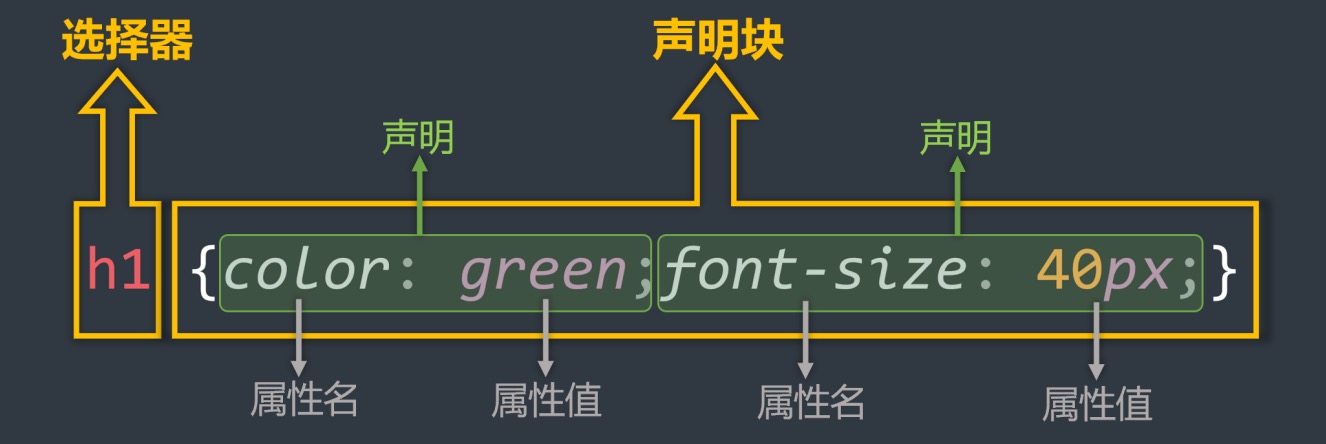 选择器 声明块
声明 声明
h1 {color: green;font-size: 40px;}
属性名 属性值 属性名 属性值